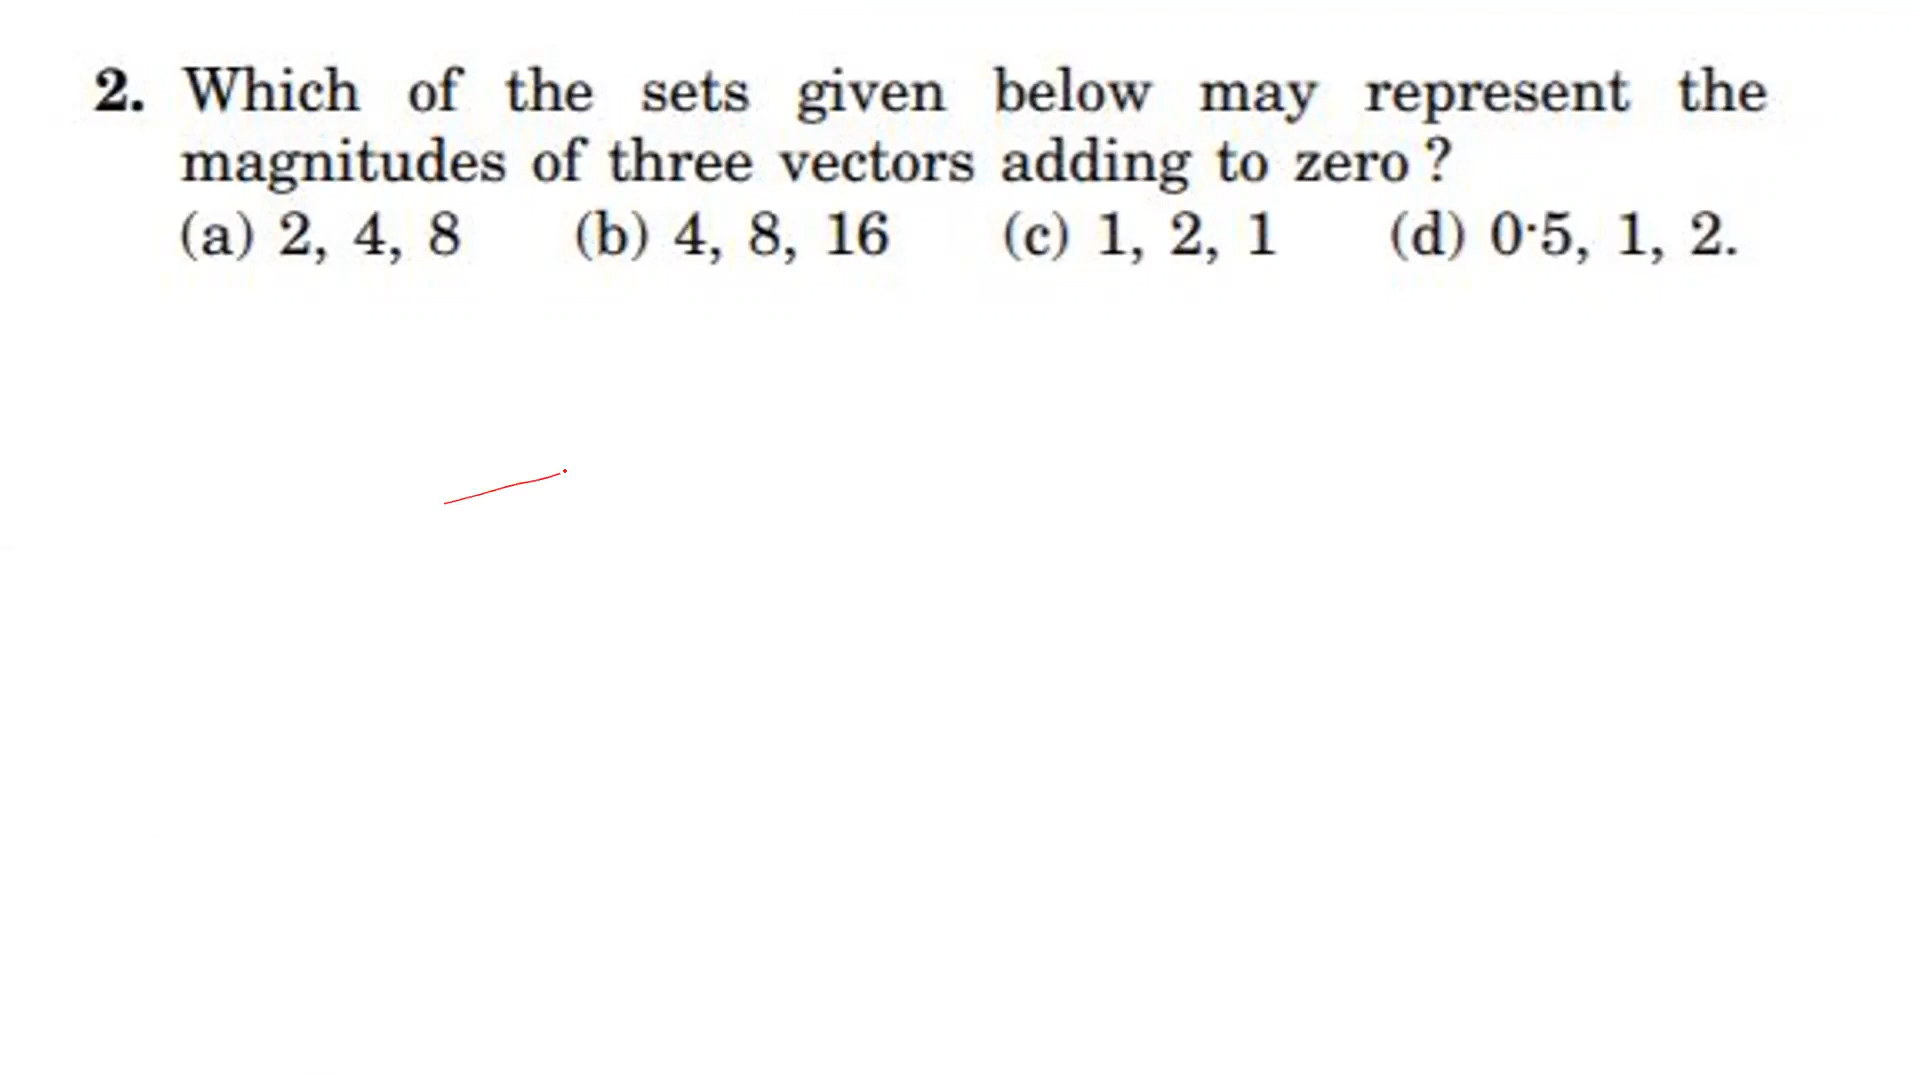 2. Which of the sets given below may represent the
magnitudes of three vectors adding to zero ?
(a) 2, 4, 8 (b) 4, 8, 16 (c) 1, 2, 1 (d) 0·5, 1, 2.